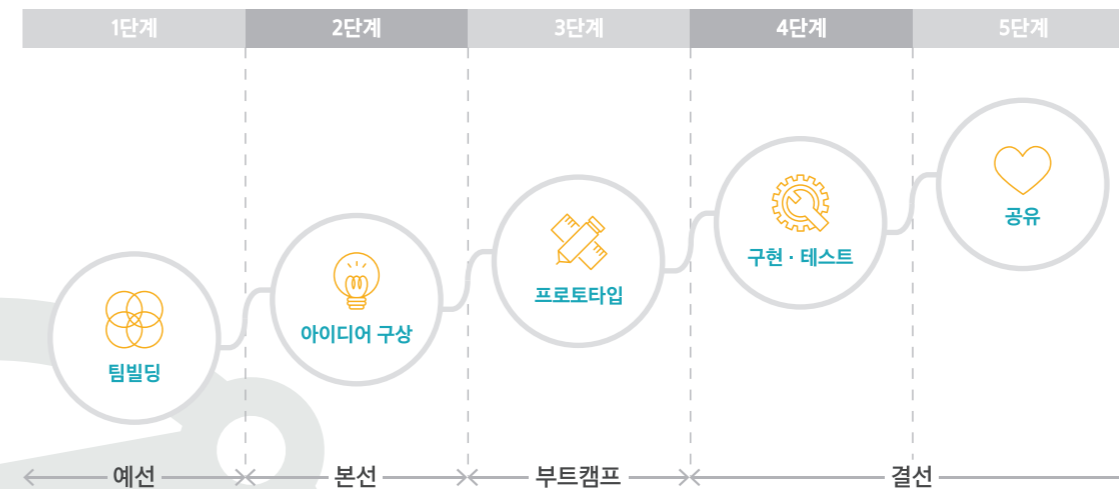 1단계 2단계 3단계 4단계 5단계
팀빌딩
아이디어 구상
프로토타입
구현 · 테스트
공유
예선 본선 부트캠프 결선